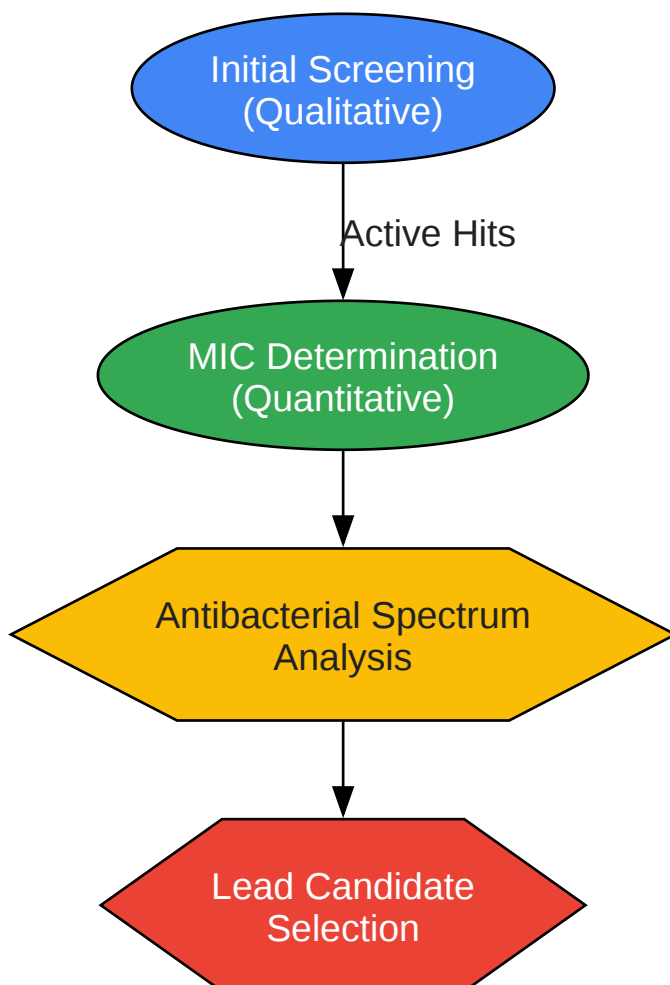 Initial Screening
(Qualitative)
Active Hits
MIC Determination
(Quantitative)
Antibacterial Spectrum
Analysis
Lead Candidate
Selection